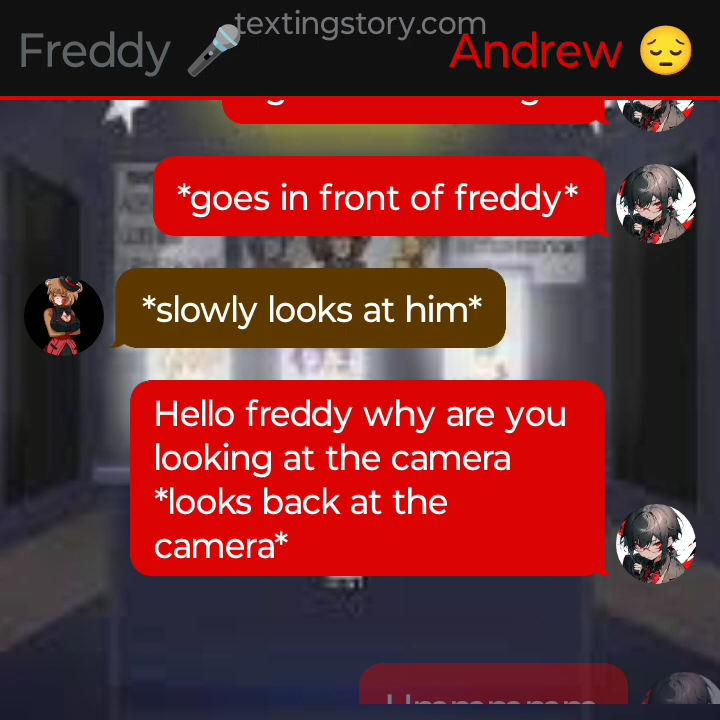 textingstory.com
Freddy 🎤
Andrew 😔
*goes in front of freddy*
*slowly looks at him*
Hello freddy why are you
looking at the camera
*looks back at the
camera*